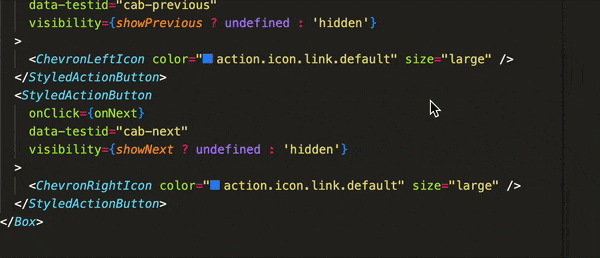 data-testid="cab-previous"
visibility={showPrevious ? undefined : 'hidden'}
>
<ChevronLeftIcon color="action.icon.link.default" size="large" />
</StyledActionButton>
<StyledActionButton
onClick={onNext}
data-testid="cab-next"
visibility={showNext ? undefined : 'hidden'}
>
<ChevronRightIcon color="action.icon.link.default" size="large" />
</StyledActionButton>
</Box>